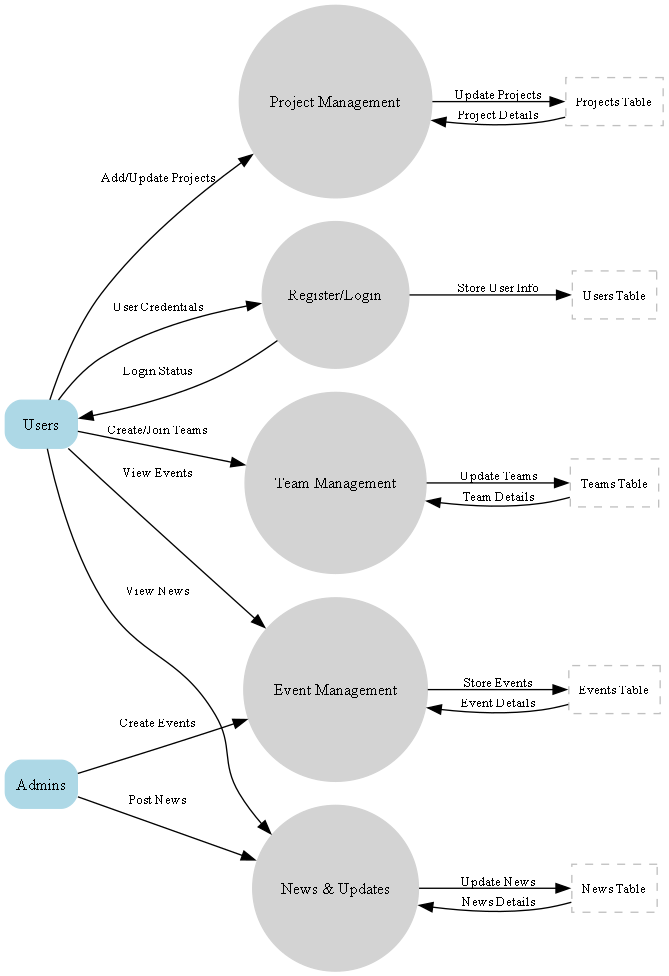 Project Management
Update Projects
Project Details
Projects Table
Add/Update Projects
User Credentials
Register/Login
Store User Info
Users Table
Login Status
Users
Create/Join Teams
View Events
Team Management
Update Teams
Team Details
Teams Table
View News
Event Management
Store Events
Event Details
Events Table
Create Events
Admins
Post News
News & Updates
Update News
News Details
News Table